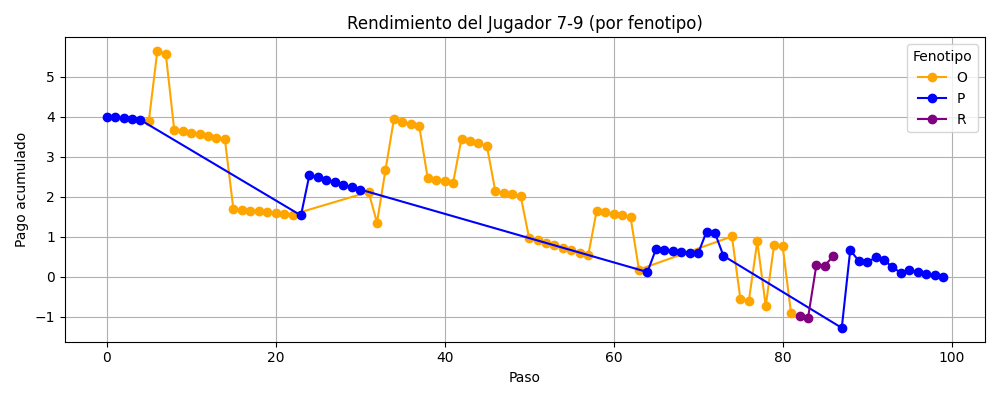 Rendimiento del Jugador 7-9 (por fenotipo)
Pago acumulado
5
4
3
2
1
0
−1
0 20 40 60 80 100
Paso
Fenotipo
O
P
R